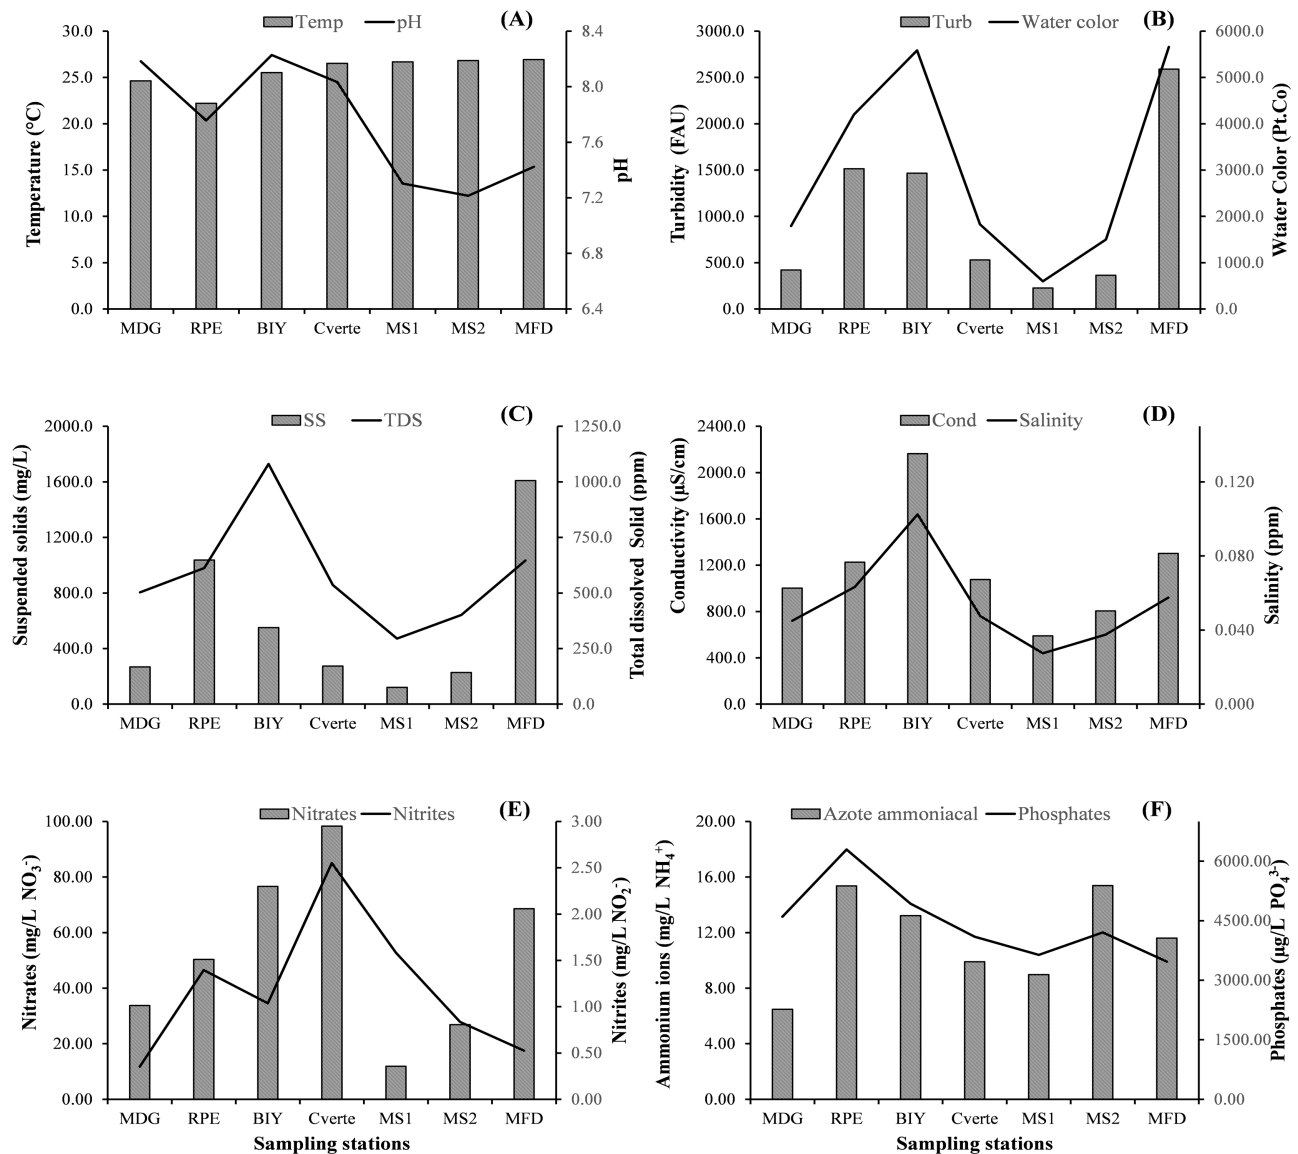 Temp pH (A)
30.0
25.0
20.0
15.0
10.0
5.0
0.0
Temperature (°C)
8.4
8.0
7.6
7.2
6.8
6.4
pH
MDG RPE BIY Cverte MS1 MS2 MFD
Turb Water color (B)
3000.0
2500.0
2000.0
1500.0
1000.0
500.0
0.0
Turbidity (FAU)
6000.0
5000.0
4000.0
3000.0
2000.0
1000.0
0.0
Wtater Color (Pt.Co)
MDG RPE BIY Cverte MS1 MS2 MFD
SS TDS (C)
2000.0
1600.0
1200.0
800.0
400.0
0.0
Suspended solids (mg/L)
1250.0
1000.0
750.0
500.0
250.0
0.0
Total dissolved Solid (ppm)
MDG RPE BIY Cverte MS1 MS2 MFD
Cond Salinity (D)
2400.0
2000.0
1600.0
1200.0
800.0
400.0
0.0
Conductivity (µS/cm)
0.120
0.080
0.040
0.000
Salinity (ppm)
MDG RPE BIY Cverte MS1 MS2 MFD
Nitrates Nitrites (E)
100.00
80.00
60.00
40.00
20.00
0.00
Nitrates (mg/L NO₃⁻)
3.00
2.50
2.00
1.50
1.00
0.50
0.00
Nitrites (mg/L NO₂⁻)
MDG RPE BIY Cverte MS1 MS2 MFD
Sampling stations
Azote ammoniacal Phosphates (F)
20.00
16.00
12.00
8.00
4.00
0.00
Ammonium ions (mg/L NH₄⁺)
6000.00
4500.00
3000.00
1500.00
0.00
Phosphates (µg/L PO₄³⁻)
MDG RPE BIY Cverte MS1 MS2 MFD
Sampling stations